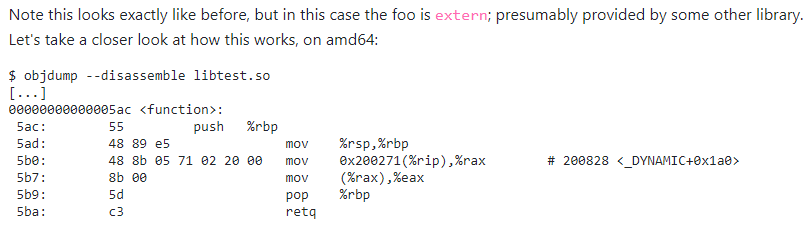 Note this looks exactly like before, but in this case the foo is extern; presumably provided by some other library.
Let's take a closer look at how this works, on amd64:
$ objdump --disassemble libtest.so
[...]
00000000000005ac <function>:
 5ac:       55          push   %rbp
 5ad:       48 89 e5             mov    %rsp,%rbp
 5b0:       48 8b 05 71 02 20 00 mov    0x200271(%rip),%rax        # 200828 <_DYNAMIC+0x1a0>
 5b7:       8b 00                mov    (%rax),%eax
 5b9:       5d                   pop    %rbp
 5ba:       c3                   retq